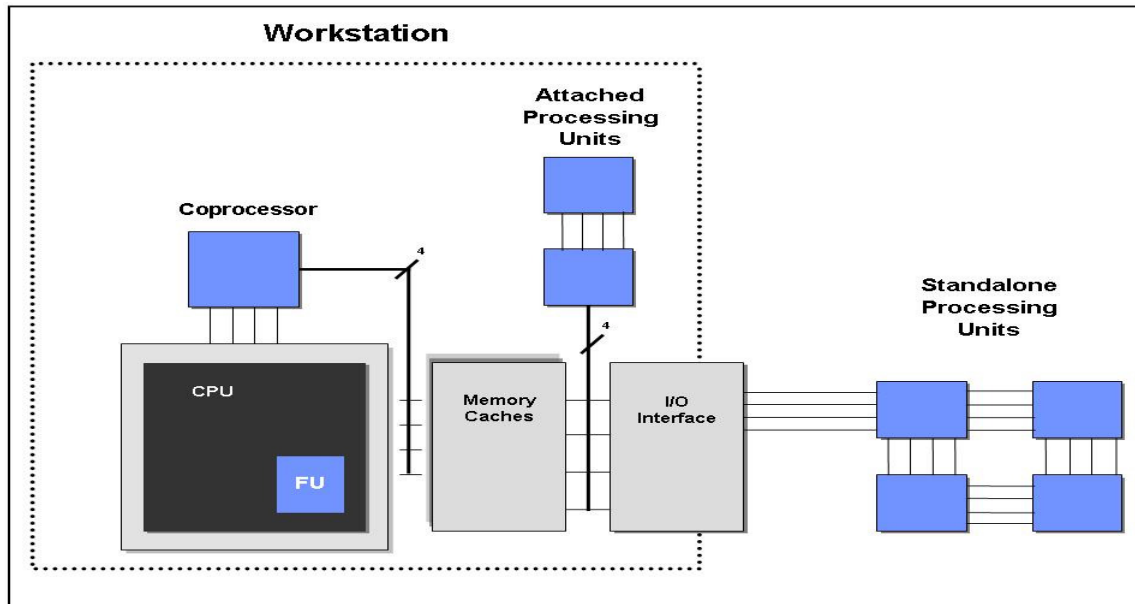 Workstation
Attached
Processing
Units
Coprocessor
4
4
Standalone
Processing
Units
CPU
FU
Memory
Caches
I/O
Interface